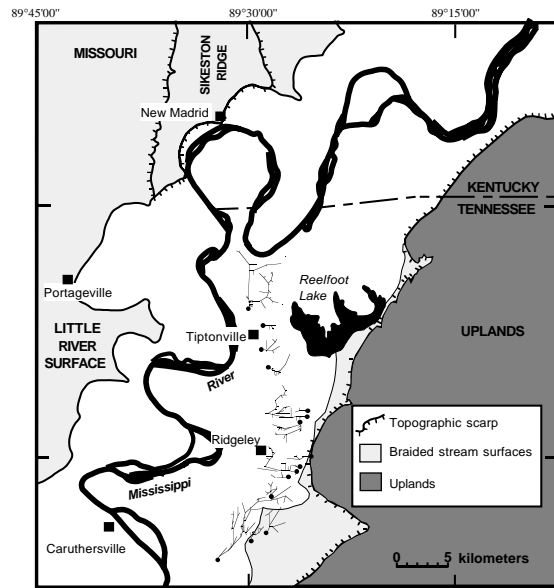 89°45'00" 89°30'00" 89°15'00"
MISSOURI
SIKESTON
RIDGE
New Madrid
KENTUCKY
TENNESSEE
Portageville
Reelfoot
Lake
LITTLE
RIVER
SURFACE
Tiptonville
UPLANDS
River
Topographic scarp
Braided stream surfaces
Uplands
Ridgeley
Mississippi
Caruthersville
0 5 kilometers